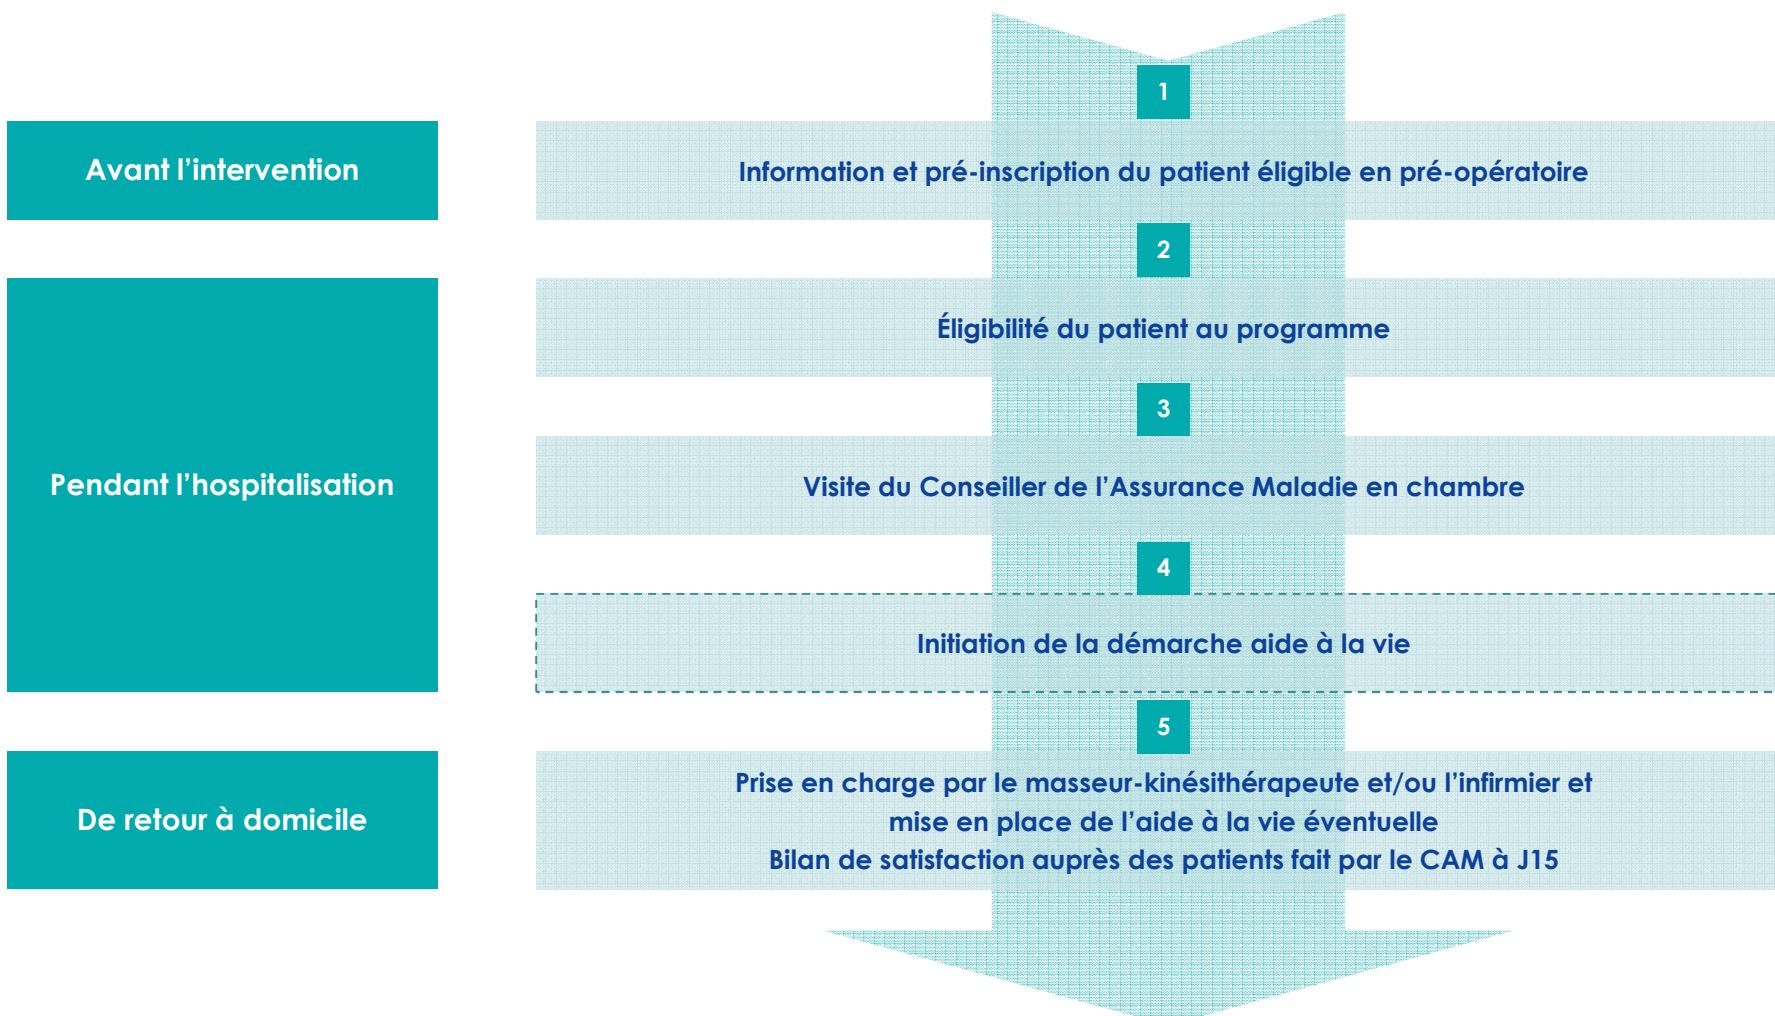 1
Avant l’intervention
Information et pré-inscription du patient éligible en pré-opératoire
2
Éligibilité du patient au programme
3
Pendant l’hospitalisation
Visite du Conseiller de l’Assurance Maladie en chambre
4
Initiation de la démarche aide à la vie
5
De retour à domicile
Prise en charge par le masseur-kinésithérapeute et/ou l’infirmier et
mise en place de l’aide à la vie éventuelle
Bilan de satisfaction auprès des patients fait par le CAM à J15